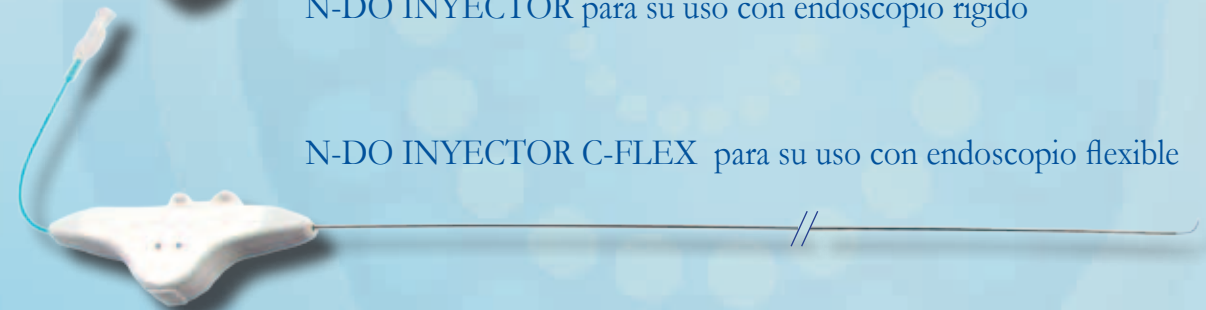 N-DO INYECTOR para su uso con endoscopio rígido
N-DO INYECTOR C-FLEX para su uso con endoscopio flexible